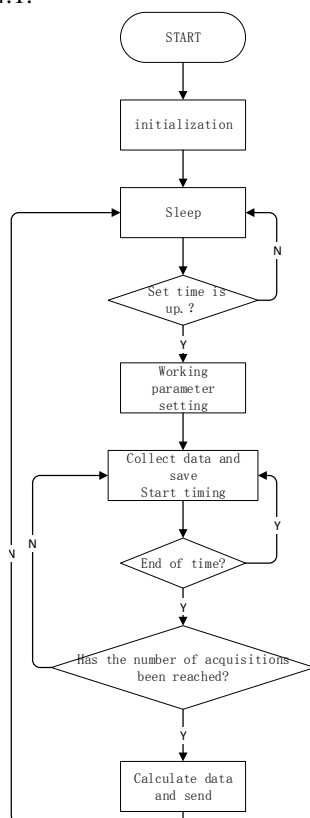 START
initialization
Sleep
N
Set time is
up.?
Y
Working
parameter
setting
Collect data and
save
Start timing
N
Y
N
End of time?
Y
Has the number of acquisitions
been reached?
Y
Calculate data
and send